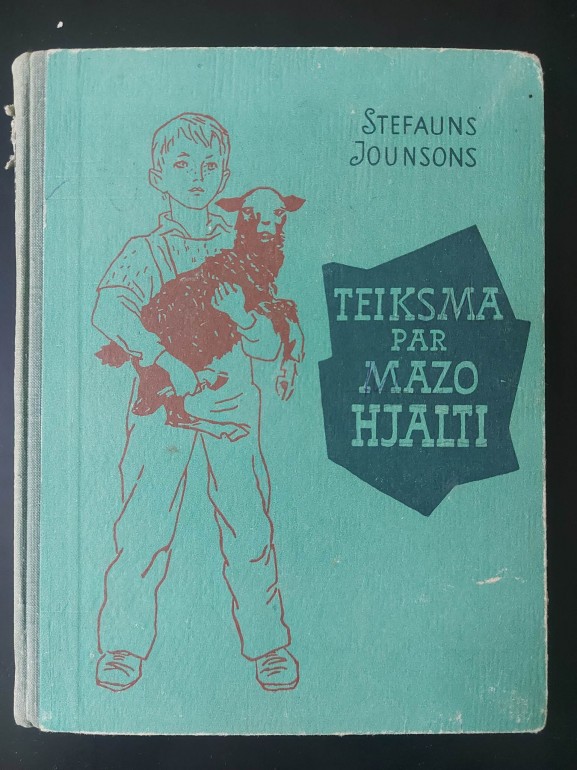 STEFAUNS
JOUNSONS
TEIKSMA
PAR
MAZO
HJALTI